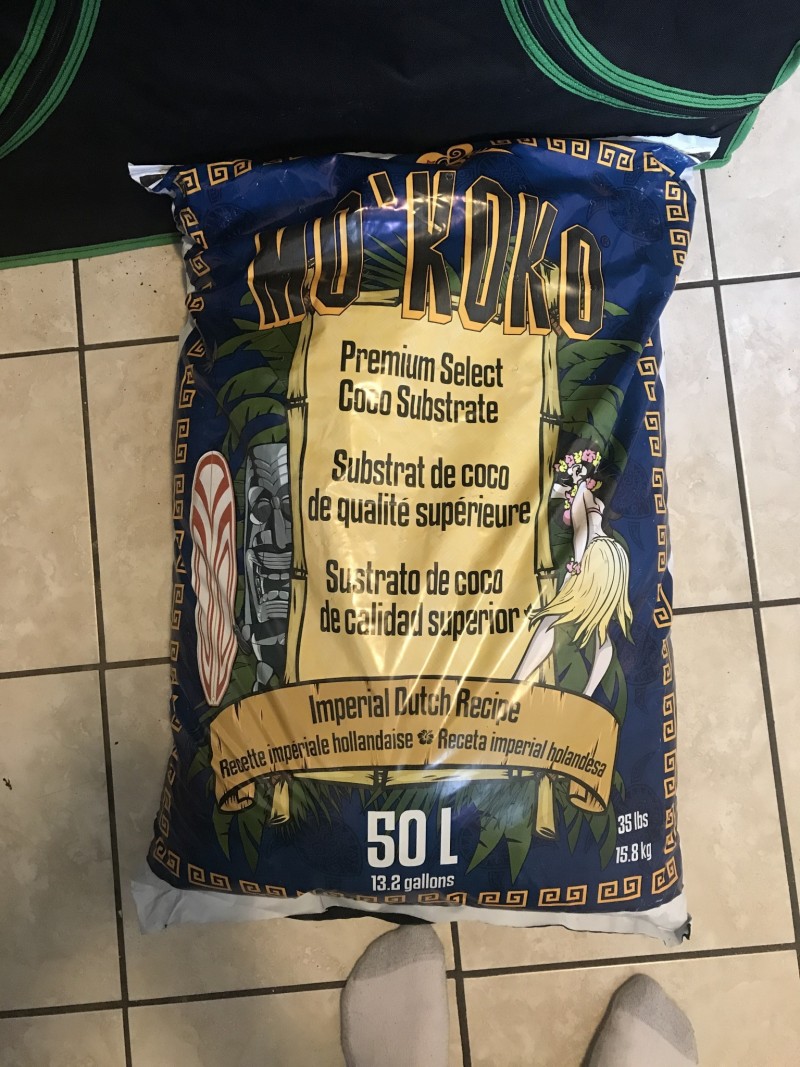 MO'KOKO
Premium Select
Coco Substrate
Substrat de coco
de qualité supérieure
Sustrato de coco
de calidad superior
Imperial Dutch Recipe
Recette impériale hollandaise Receta imperial holandesa
50 L
13.2 gallons
35 lbs
15.8 kg